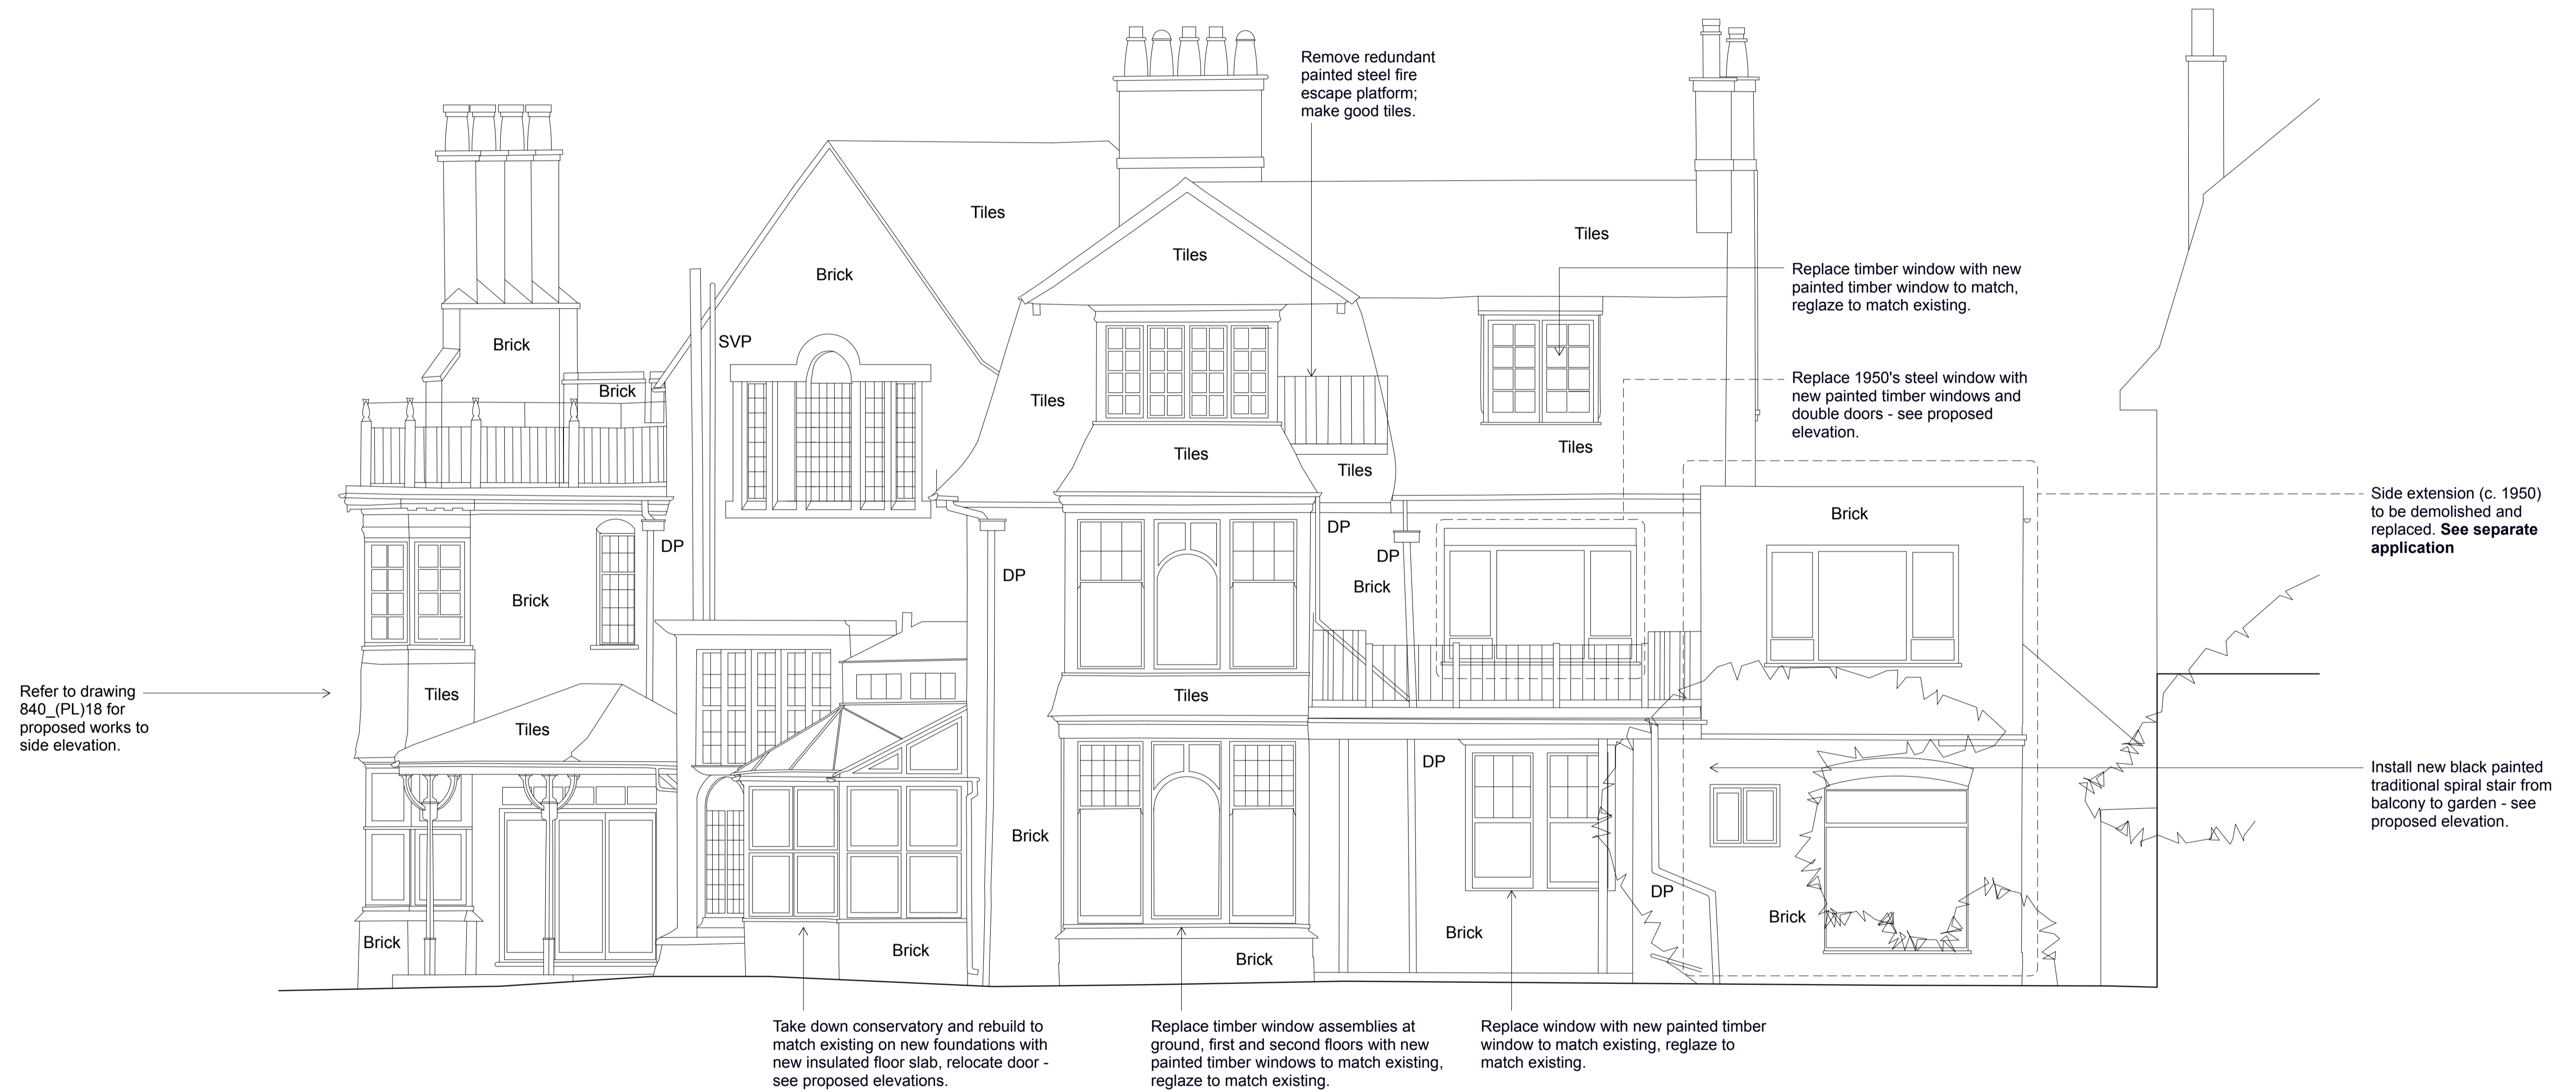 Remove redundant
painted steel fire
escape platform;
make good tiles.
Tiles
Tiles
Tiles
Brick
Replace timber window with new
painted timber window to match,
reglaze to match existing.
SVP
Brick
Brick
Tiles
Replace 1950's steel window with
new painted timber windows and
double doors - see proposed
elevation.
Tiles
Tiles
Tiles
Side extension (c. 1950)
to be demolished and
replaced. See separate
application
Brick
DP
DP
DP
DP
Brick
Brick
Refer to drawing
840_(PL)18 for
proposed works to
side elevation.
Tiles
Tiles
Tiles
DP
Install new black painted
traditional spiral stair from
balcony to garden - see
proposed elevation.
Brick
DP
Brick
Brick
Brick
Brick
Brick
Take down conservatory and rebuild to
match existing on new foundations with
new insulated floor slab, relocate door -
see proposed elevations.
Replace timber window assemblies at
ground, first and second floors with new
painted timber windows to match existing,
reglaze to match existing.
Replace window with new painted timber
window to match existing, reglaze to
match existing.